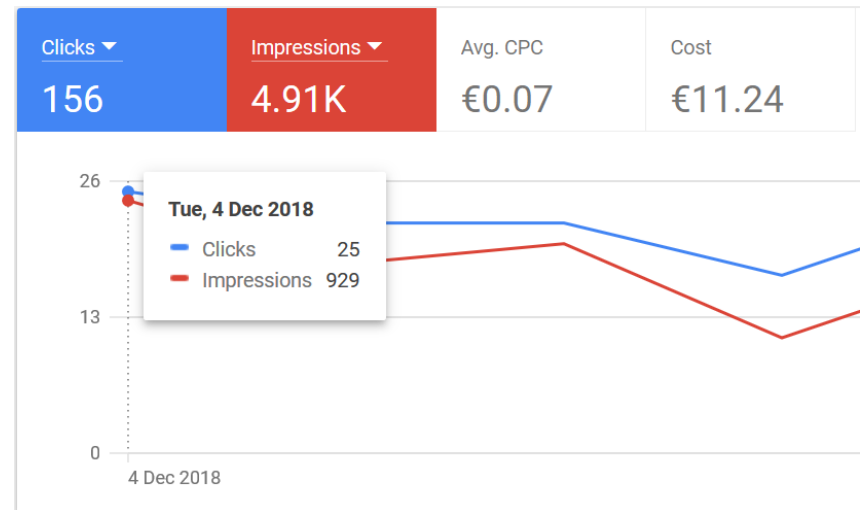 Clicks Impressions Avg. CPC Cost
156 4.91K €0.07 €11.24
26
Tue, 4 Dec 2018
Clicks 25
Impressions 929
13
0
4 Dec 2018